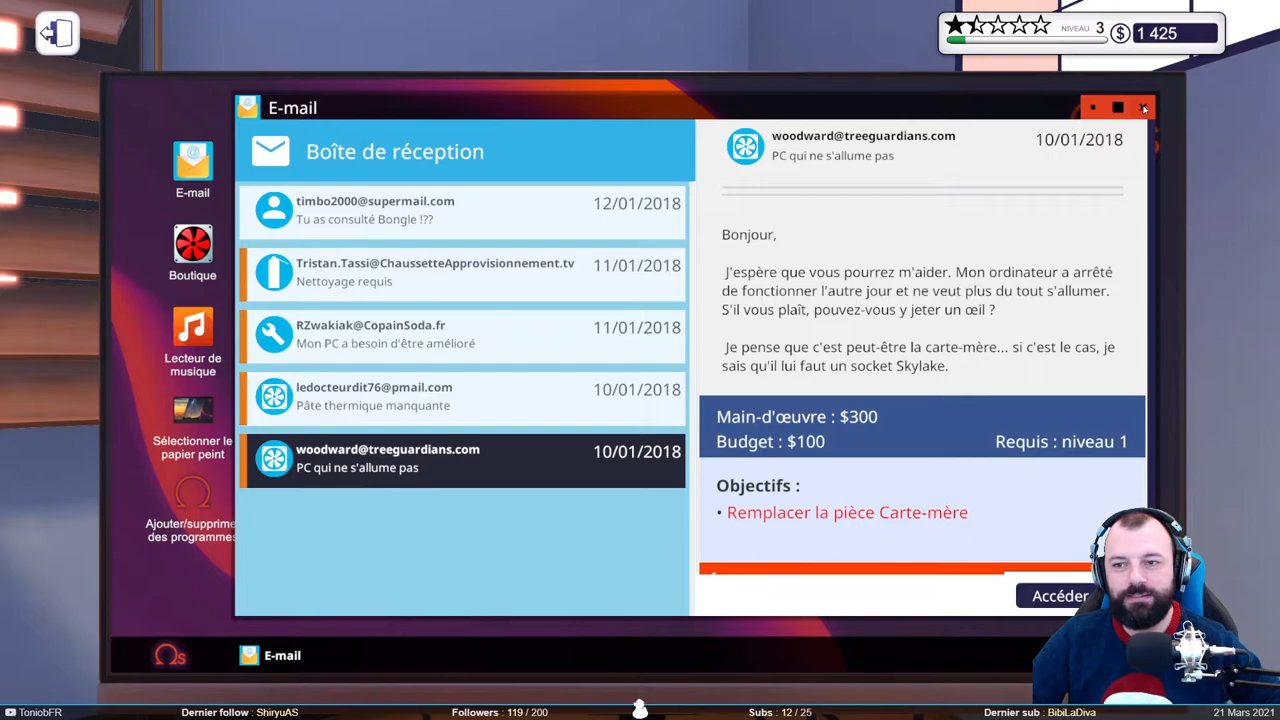 NIVEAU 3
$ 1 425
E-mail
Boîte de réception
timbo2000@supermail.com
12/01/2018
Tu as consulté Bongle !??
Tristan.Tassi@ChaussetteApprovisionnement.tv
11/01/2018
Nettoyage requis
RZwakiak@CopainSoda.fr
11/01/2018
Mon PC a besoin d'être amélioré
ledocteurdit76@pmail.com
10/01/2018
Pâte thermique manquante
woodward@treeguardians.com
10/01/2018
PC qui ne s'allume pas
woodward@treeguardians.com
10/01/2018
PC qui ne s'allume pas
Bonjour,
J'espère que vous pourrez m'aider. Mon ordinateur a arrêté
de fonctionner l'autre jour et ne veut plus du tout s'allumer.
S'il vous plaît, pouvez-vous y jeter un œil ?
Je pense que c'est peut-être la carte-mère... si c'est le cas, je
sais qu'il lui faut un socket Skylake.
Main-d'œuvre : $300
Budget : $100
Requis : niveau 1
Objectifs :
• Remplacer la pièce Carte-mère
Accéder
E-mail
Boutique
Lecteur de
musique
Sélectionner le
papier peint
Ajouter/supprime
des programmes
Ωs
E-mail
ToniobFR
Dernier follow : ShiryuAS
Followers : 119 / 200
Subs : 12 / 25
Dernier sub : BibiLaDiva
21 Mars 2021